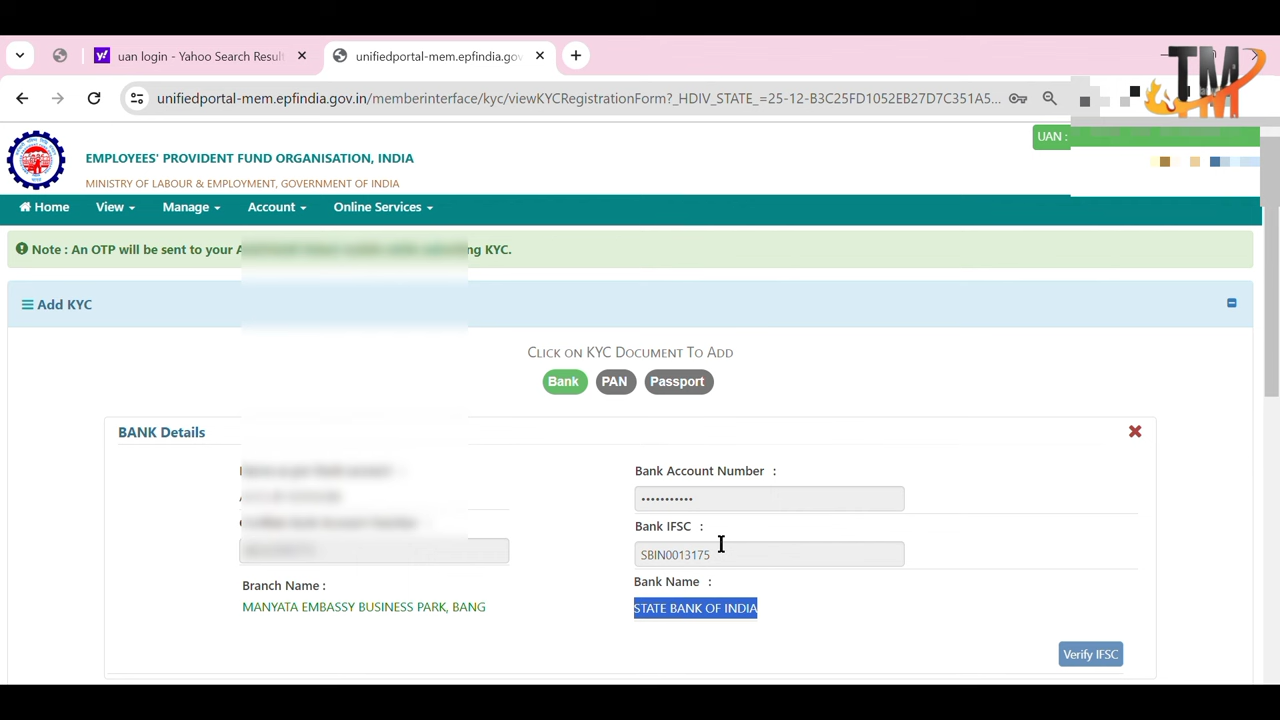 uan login - Yahoo Search Result
unifiedportal-mem.epfindia.gov
TM
unifiedportal-mem.epfindia.gov.in/memberinterface/kyc/viewKYCRegistrationForm?_HDIV_STATE_=25-12-B3C25FD1052EB27D7C351A5...
UAN :
EMPLOYEES' PROVIDENT FUND ORGANISATION, INDIA
MINISTRY OF LABOUR & EMPLOYMENT, GOVERNMENT OF INDIA
Home View Manage Account Online Services
Note : An OTP will be sent to your KYC.
Add KYC
CLICK ON KYC DOCUMENT TO ADD
Bank PAN Passport
BANK Details
Bank Account Number :
•••••••••••
Bank IFSC :
SBIN0013175
Branch Name :
Bank Name :
MANYATA EMBASSY BUSINESS PARK, BANG
STATE BANK OF INDIA
Verify IFSC